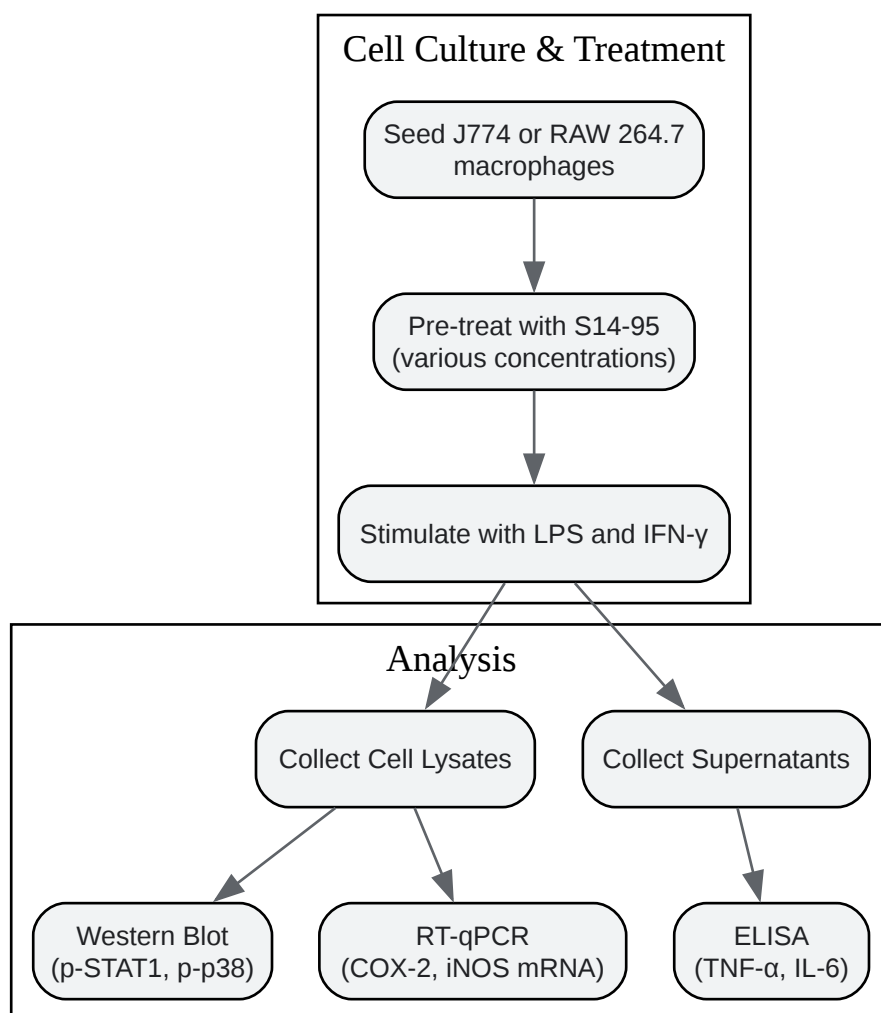 Cell Culture & Treatment
Seed J774 or RAW 264.7
macrophages
Pre-treat with S14-95
(various concentrations)
Stimulate with LPS and IFN-γ
Analysis
Collect Cell Lysates
Collect Supernatants
Western Blot
(p-STAT1, p-p38)
RT-qPCR
(COX-2, iNOS mRNA)
ELISA
(TNF-α, IL-6)